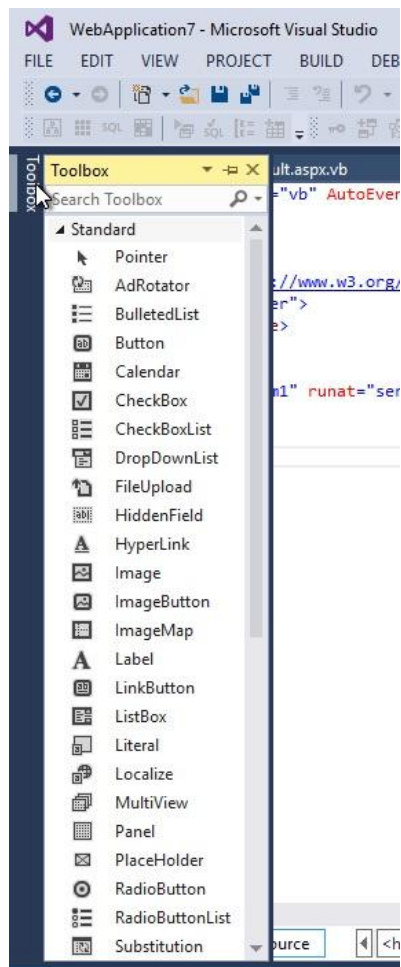 WebApplication7 - Microsoft Visual Studio
FILE EDIT VIEW PROJECT BUILD DEB
SQL
Toolbox
Toolbox
ult.aspx.vb
Search Toolbox
="vb" AutoEver
Standard
Pointer
AdRotator
://www.w3.org/
BulletedList
er">
Button
e>
Calendar
CheckBox
m1" runat="ser
CheckBoxList
DropDownList
FileUpload
HiddenField
HyperLink
Image
ImageButton
ImageMap
Label
LinkButton
ListBox
Literal
Localize
MultiView
Panel
PlaceHolder
RadioButton
RadioButtonList
Substitution
ource
<h